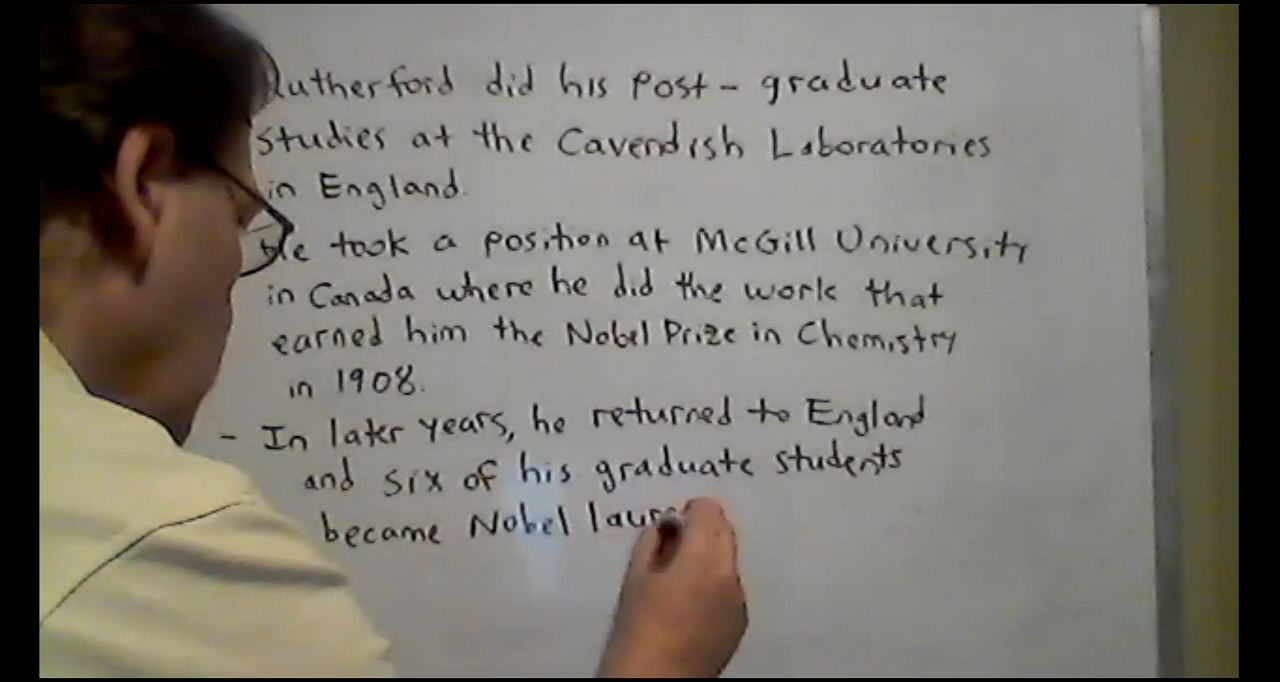 Rutherford did his Post - graduate
studies at the Cavendish Laboratories
in England.
He took a position at McGill University
in Canada where he did the work that
earned him the Nobel Prize in Chemistry
in 1908.
- In later years, he returned to England
and six of his graduate students
became Nobel